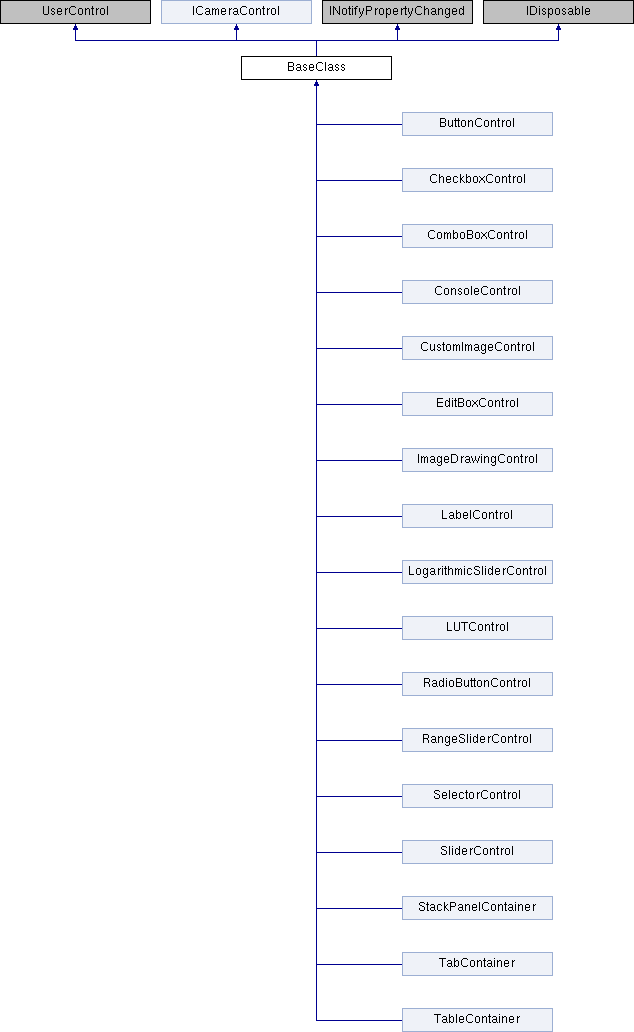 UserControl
ICameraControl
INotifyPropertyChanged
IDisposable
BaseClass
ButtonControl
CheckboxControl
ComboBoxControl
ConsoleControl
CustomImageControl
EditBoxControl
ImageDrawingControl
LabelControl
LogarithmicSliderControl
LUTControl
RadioButtonControl
RangeSliderControl
SelectorControl
SliderControl
StackPanelContainer
TabContainer
TableContainer